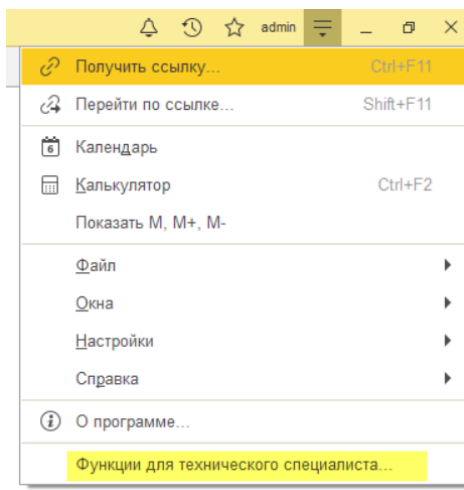 admin
Получить ссылку... Ctrl+F11
Перейти по ссылке... Shift+F11
6 Календарь
Калькулятор Ctrl+F2
Показать M, M+, M-
Файл
Окна
Настройки
Справка
i О программе...
Функции для технического специалиста...